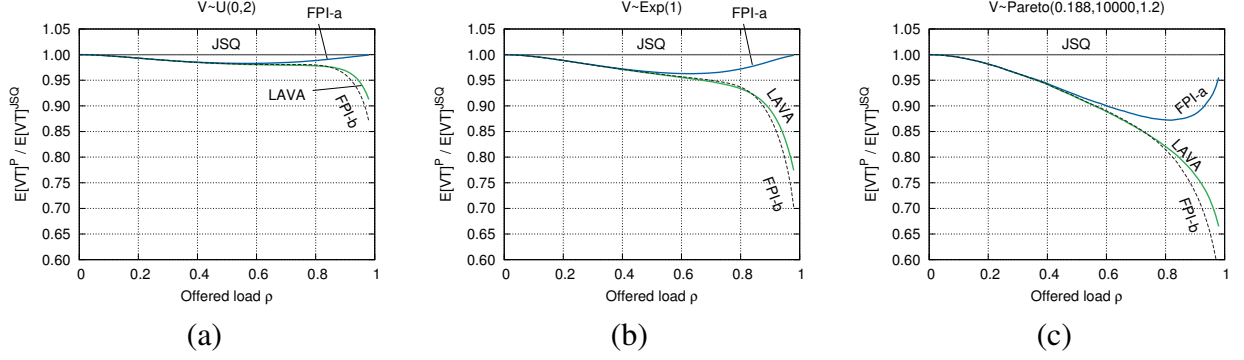 V~U(0,2)
FPI-a
1.05
JSQ
1.00
0.95
LAVA
0.90
FPI-b
0.85
0.80
0.75
0.70
0.65
0.60
E[VT]^P / E[VT]^JSQ
0 0.2 0.4 0.6 0.8 1
Offered load ρ
(a)
V~Exp(1)
FPI-a
1.05
JSQ
1.00
0.95
LAVA
0.90
0.85
0.80
0.75
FPI-b
0.70
0.65
0.60
E[VT]^P / E[VT]^JSQ
0 0.2 0.4 0.6 0.8 1
Offered load ρ
(b)
V~Pareto(0.188,10000,1.2)
1.05
JSQ
1.00
0.95
FPI-a
0.90
0.85
LAVA
0.80
0.75
0.70
FPI-b
0.65
0.60
E[VT]^P / E[VT]^JSQ
0 0.2 0.4 0.6 0.8 1
Offered load ρ
(c)